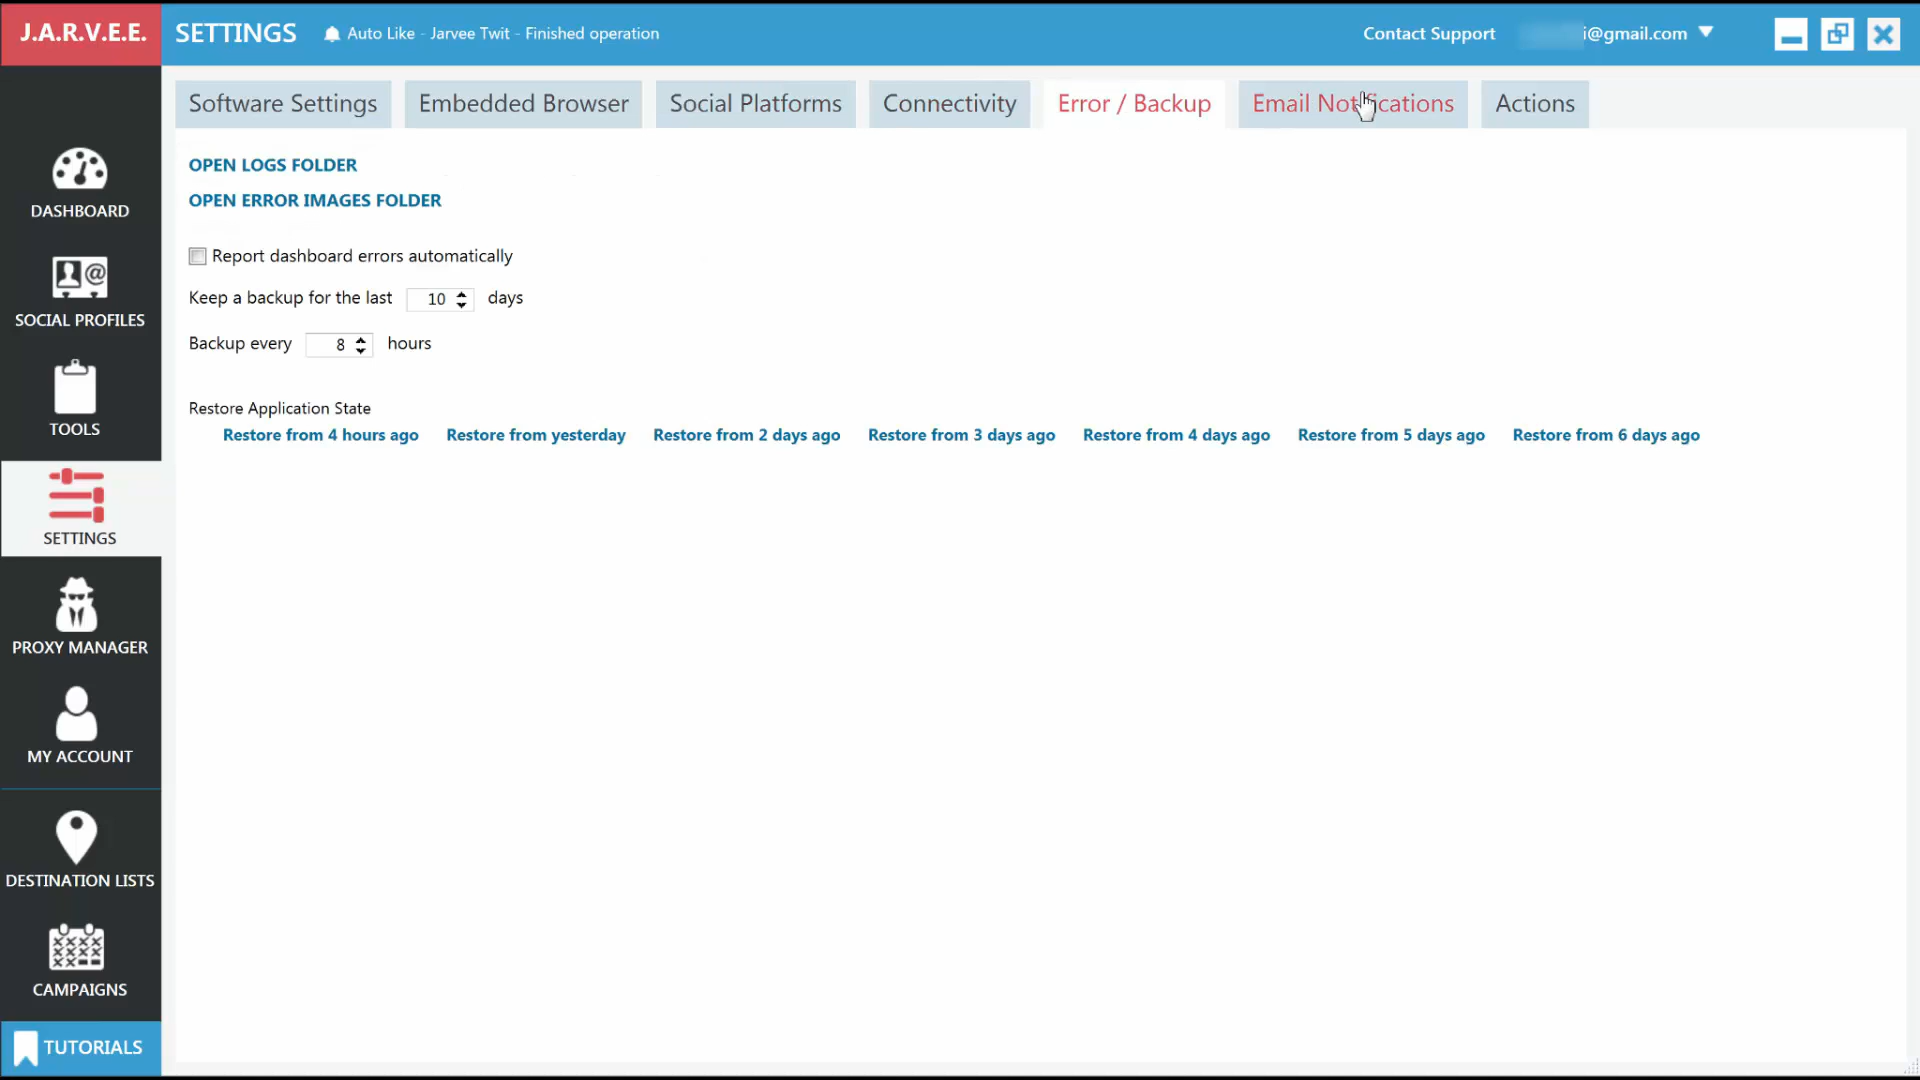 J.A.R.V.E.E.
SETTINGS
Auto Like - Jarvee Twit - Finished operation
Contact Support
i@gmail.com
Software Settings
Embedded Browser
Social Platforms
Connectivity
Error / Backup
Email Notifications
Actions
OPEN LOGS FOLDER
OPEN ERROR IMAGES FOLDER
Report dashboard errors automatically
Keep a backup for the last 10 days
Backup every 8 hours
Restore Application State
Restore from 4 hours ago
Restore from yesterday
Restore from 2 days ago
Restore from 3 days ago
Restore from 4 days ago
Restore from 5 days ago
Restore from 6 days ago
DASHBOARD
SOCIAL PROFILES
TOOLS
SETTINGS
PROXY MANAGER
MY ACCOUNT
DESTINATION LISTS
CAMPAIGNS
TUTORIALS